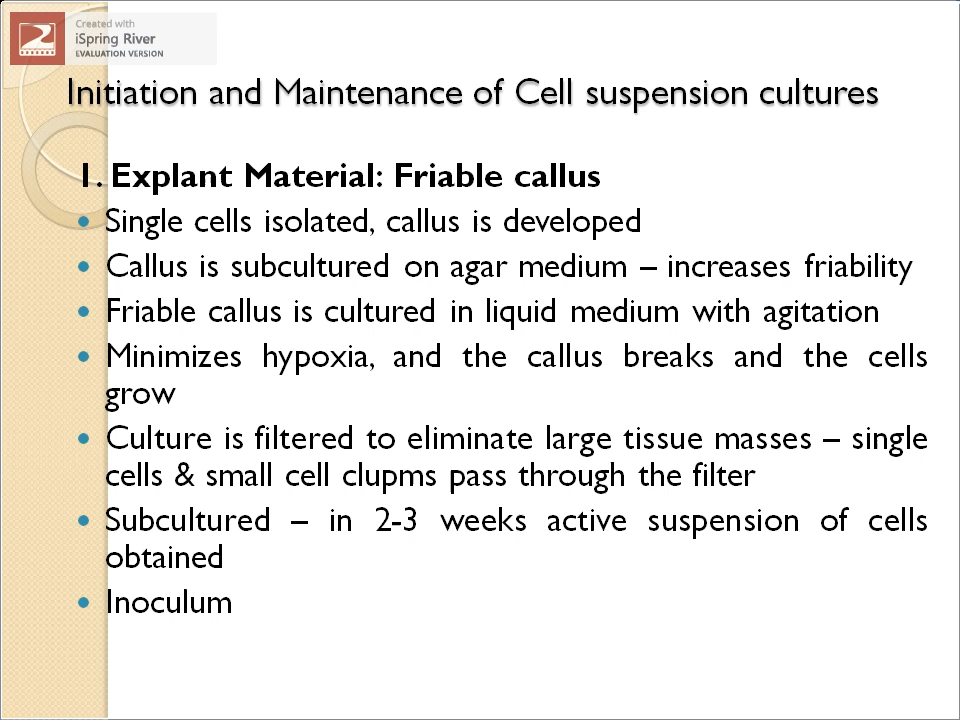 Created with
iSpring River
EVALUATION VERSION
Initiation and Maintenance of Cell suspension cultures
1. Explant Material: Friable callus
• Single cells isolated, callus is developed
• Callus is subcultured on agar medium – increases friability
• Friable callus is cultured in liquid medium with agitation
• Minimizes hypoxia, and the callus breaks and the cells
grow
• Culture is filtered to eliminate large tissue masses – single
cells & small cell clupms pass through the filter
• Subcultured – in 2-3 weeks active suspension of cells
obtained
• Inoculum